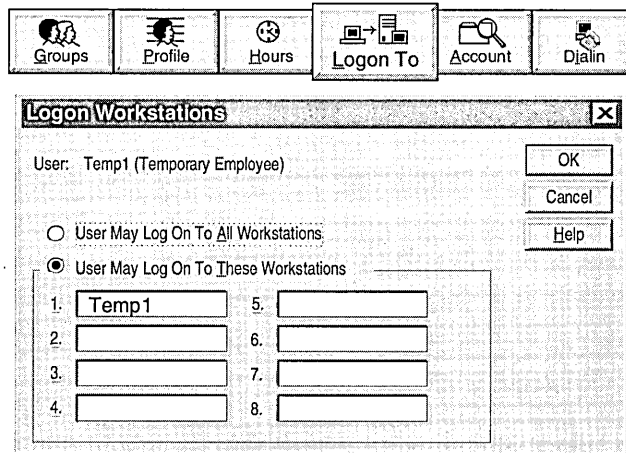 Groups Profile Hours Logon To Account Dialin
Logon Workstations
User: Temp1 (Temporary Employee)
OK
Cancel
Help
User May Log On To All Workstations
User May Log On To These Workstations
1. Temp1 5.
2. 6.
3. 7.
4. 8.